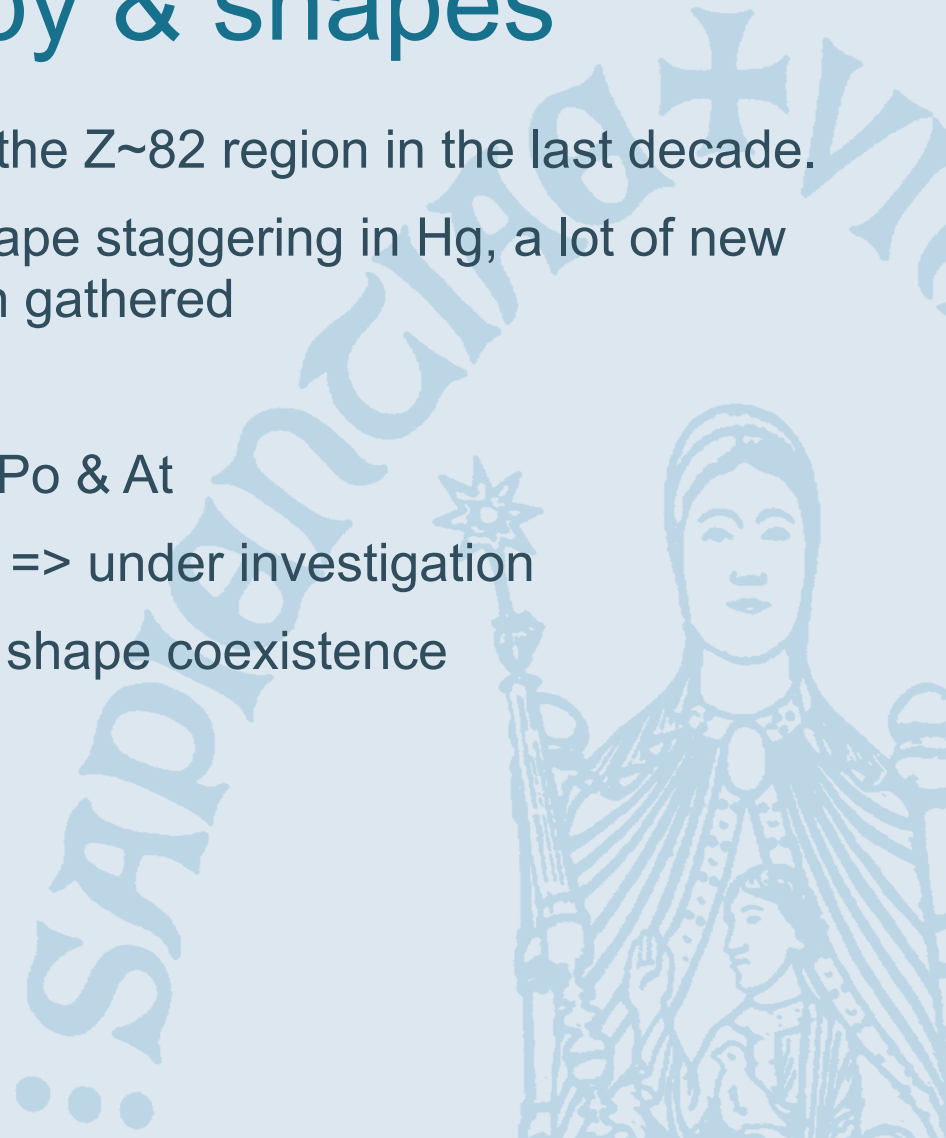 py & shapes
the Z~82 region in the last decade.
ape staggering in Hg, a lot of new
gathered
Po & At
=> under investigation
shape coexistence
SAPIENTIAE